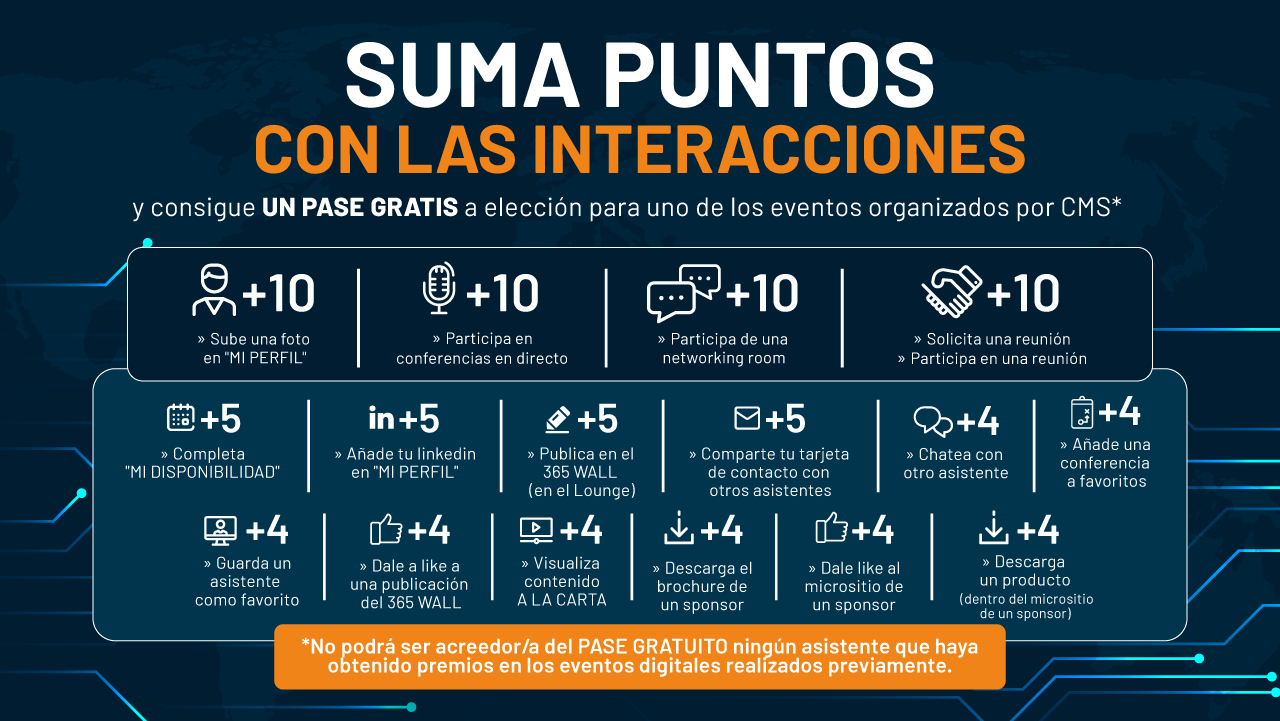 SUMA PUNTOS
CON LAS INTERACCIONES
y consigue UN PASE GRATIS a elección para uno de los eventos organizados por CMS*
+10
» Sube una foto
en "MI PERFIL"
+10
» Participa en
conferencias en directo
+10
» Participa de una
networking room
+10
» Solicita una reunión
» Participa en una reunión
+5
» Completa
"MI DISPONIBILIDAD"
in +5
» Añade tu linkedin
en "MI PERFIL"
+5
» Publica en el
365 WALL
(en el Lounge)
+5
» Comparte tu tarjeta
de contacto con
otros asistentes
+4
» Chatea con
otro asistente
+4
» Añade una
conferencia
a favoritos
+4
» Guarda un
asistente
como favorito
+4
» Dale a like a
una publicación
del 365 WALL
+4
» Visualiza
contenido
A LA CARTA
+4
» Descarga el
brochure de
un sponsor
+4
» Dale like al
micrositio de
un sponsor
+4
» Descarga
un producto
(dentro del micrositio
de un sponsor)
*No podrá ser acreedor/a del PASE GRATUITO ningún asistente que haya
obtenido premios en los eventos digitales realizados previamente.